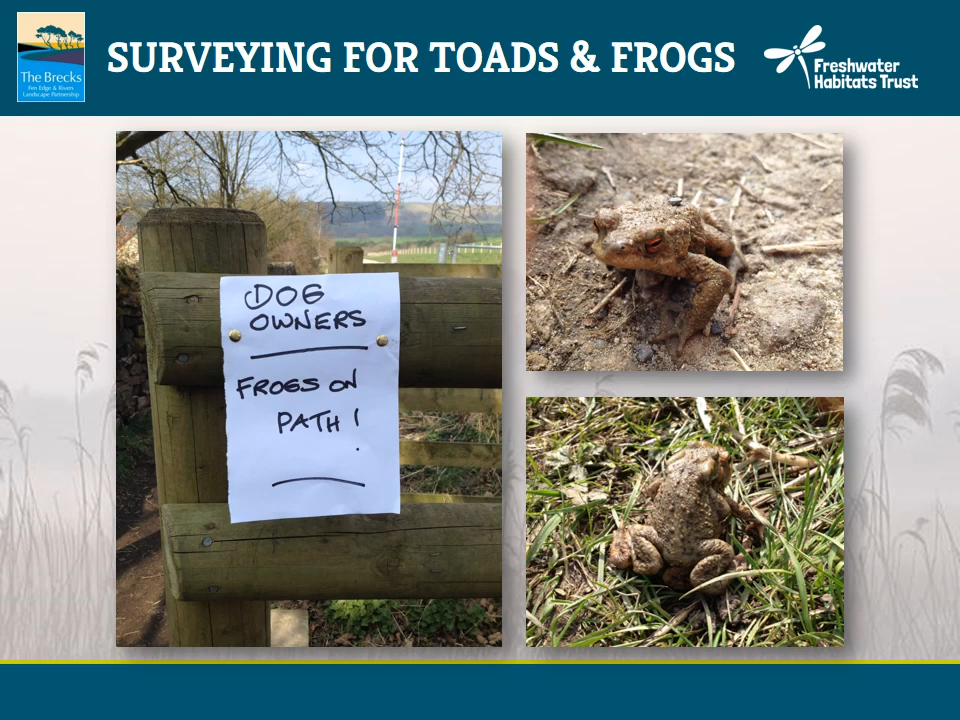 SURVEYING FOR TOADS & FROGS
The Brecks
Fen Edge & Rivers
Landscape Partnership
Freshwater
Habitats Trust
DOG
OWNERS
FROGS ON
PATH!